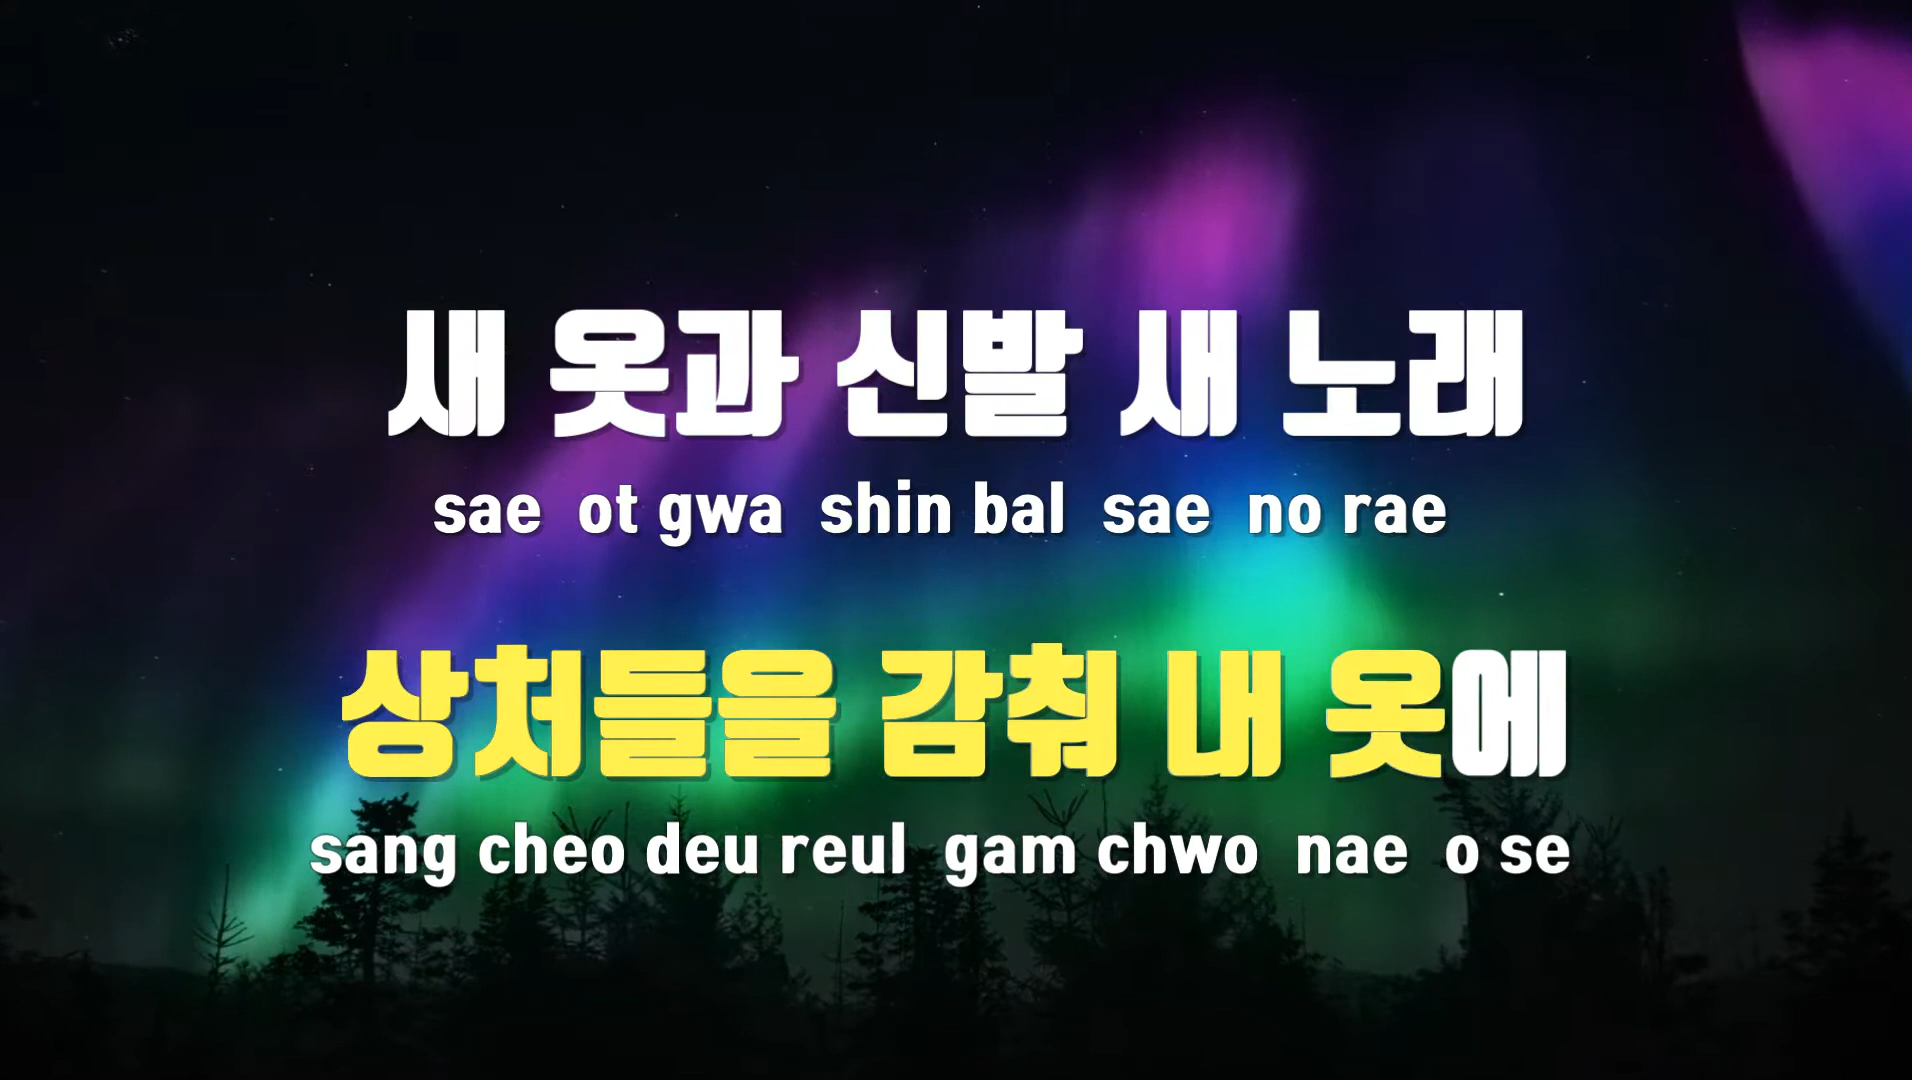 새 옷과 신발 새 노래
sae ot gwa shin bal sae no rae
상처들을 감춰 내 옷에
sang cheo deu reul gam chwo nae o se